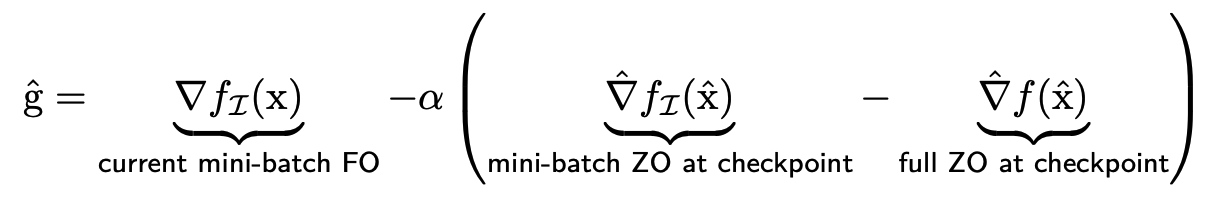 ĝ = ∇f_ℐ(x) −α ( ∇̂f_ℐ(x̂) − ∇̂f(x̂) )
current mini-batch FO mini-batch ZO at checkpoint full ZO at checkpoint